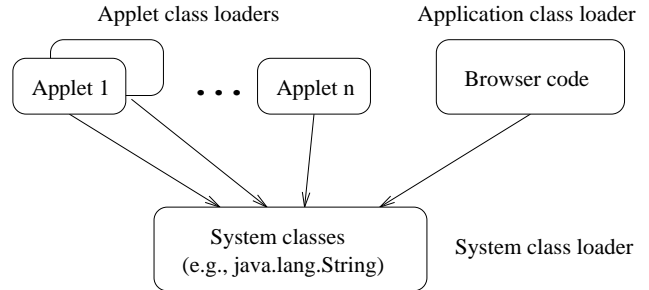 Applet class loaders
Application class loader
Applet 1
...
Applet n
Browser code
System classes
(e.g., java.lang.String)
System class loader